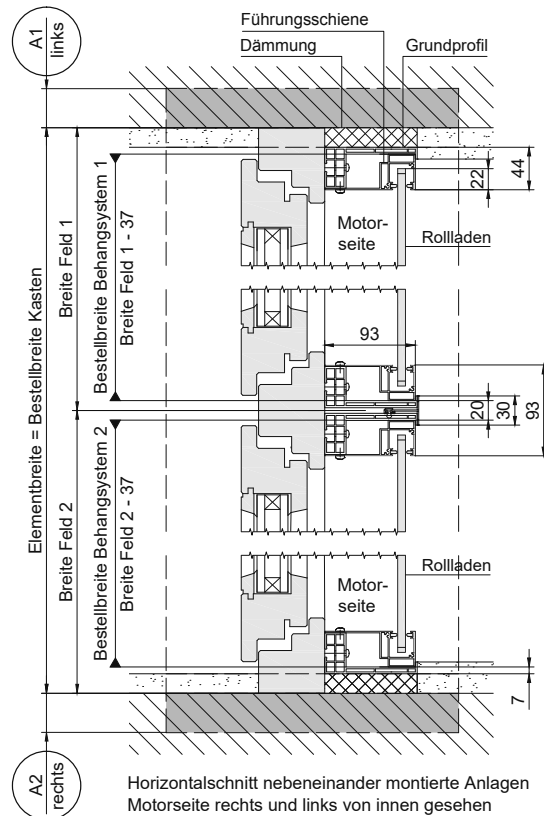 A1
links
Führungsschiene
Dämmung
Grundprofil
Elementbreite = Bestellbreite Kasten
Breite Feld 1
Bestellbreite Behangsystem 1
Breite Feld 1 - 37
22
44
Motor-
seite
Rollladen
93
20
30
93
Breite Feld 2
Bestellbreite Behangsystem 2
Breite Feld 2 - 37
Rollladen
Motor-
seite
7
A2
rechts
Horizontalschnitt nebeneinander montierte Anlagen
Motorseite rechts und links von innen gesehen